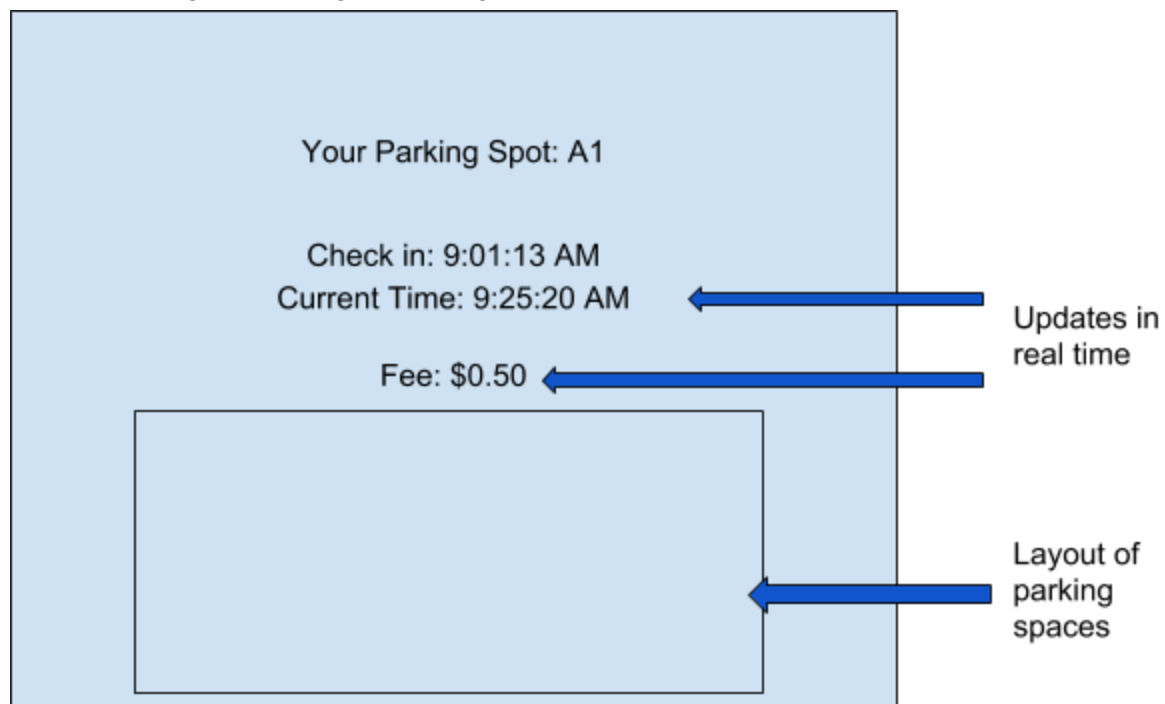 Your Parking Spot: A1
Check in: 9:01:13 AM
Current Time: 9:25:20 AM
Updates in
real time
Fee: $0.50
Layout of
parking
spaces